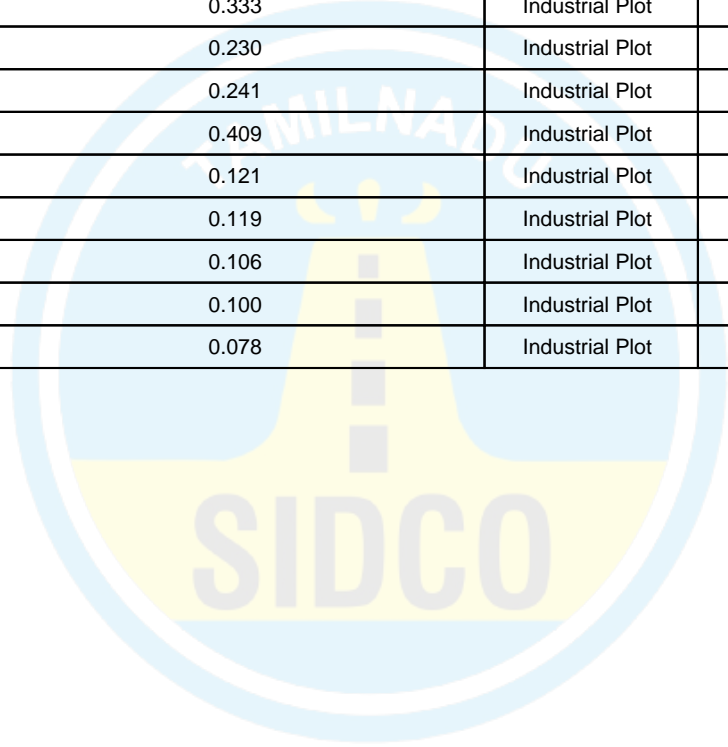 0.333 Industrial Plot
0.230 Industrial Plot
0.241 Industrial Plot
0.409 Industrial Plot
0.121 Industrial Plot
0.119 Industrial Plot
0.106 Industrial Plot
0.100 Industrial Plot
0.078 Industrial Plot
TAMILNADU
SIDCO